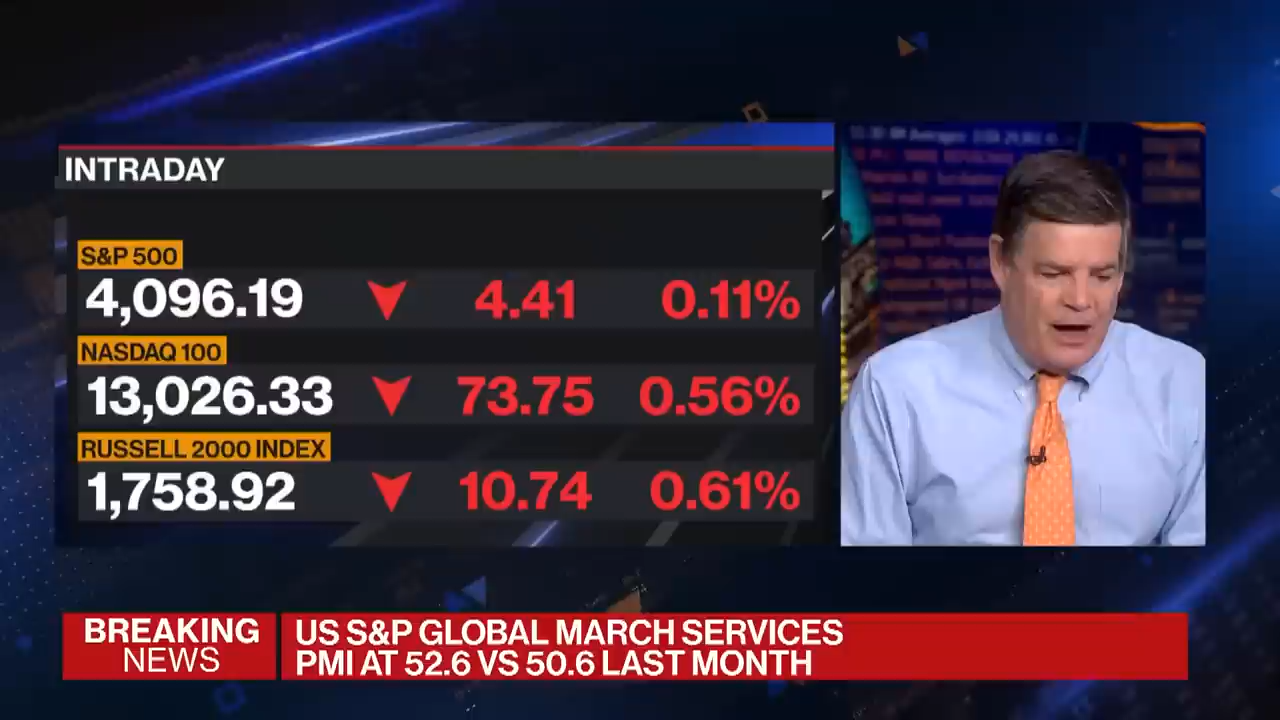 INTRADAY
S&P 500
4,096.19 4.41 0.11%
NASDAQ 100
13,026.33 73.75 0.56%
RUSSELL 2000 INDEX
1,758.92 10.74 0.61%
BREAKING NEWS
US S&P GLOBAL MARCH SERVICES
PMI AT 52.6 VS 50.6 LAST MONTH